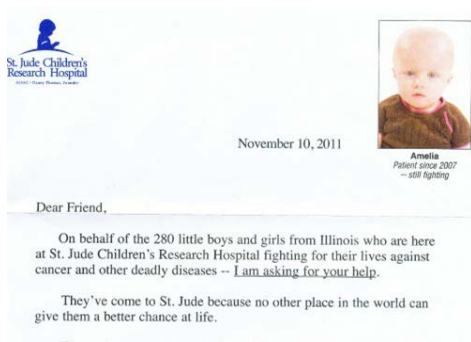 St. Jude Children's
Research Hospital
Amelia
Patient since 2007
-- still fighting
November 10, 2011
Dear Friend,
On behalf of the 280 little boys and girls from Illinois who are here
at St. Jude Children's Research Hospital fighting for their lives against
cancer and other deadly diseases -- I am asking for your help.
They've come to St. Jude because no other place in the world can
give them a better chance at life.